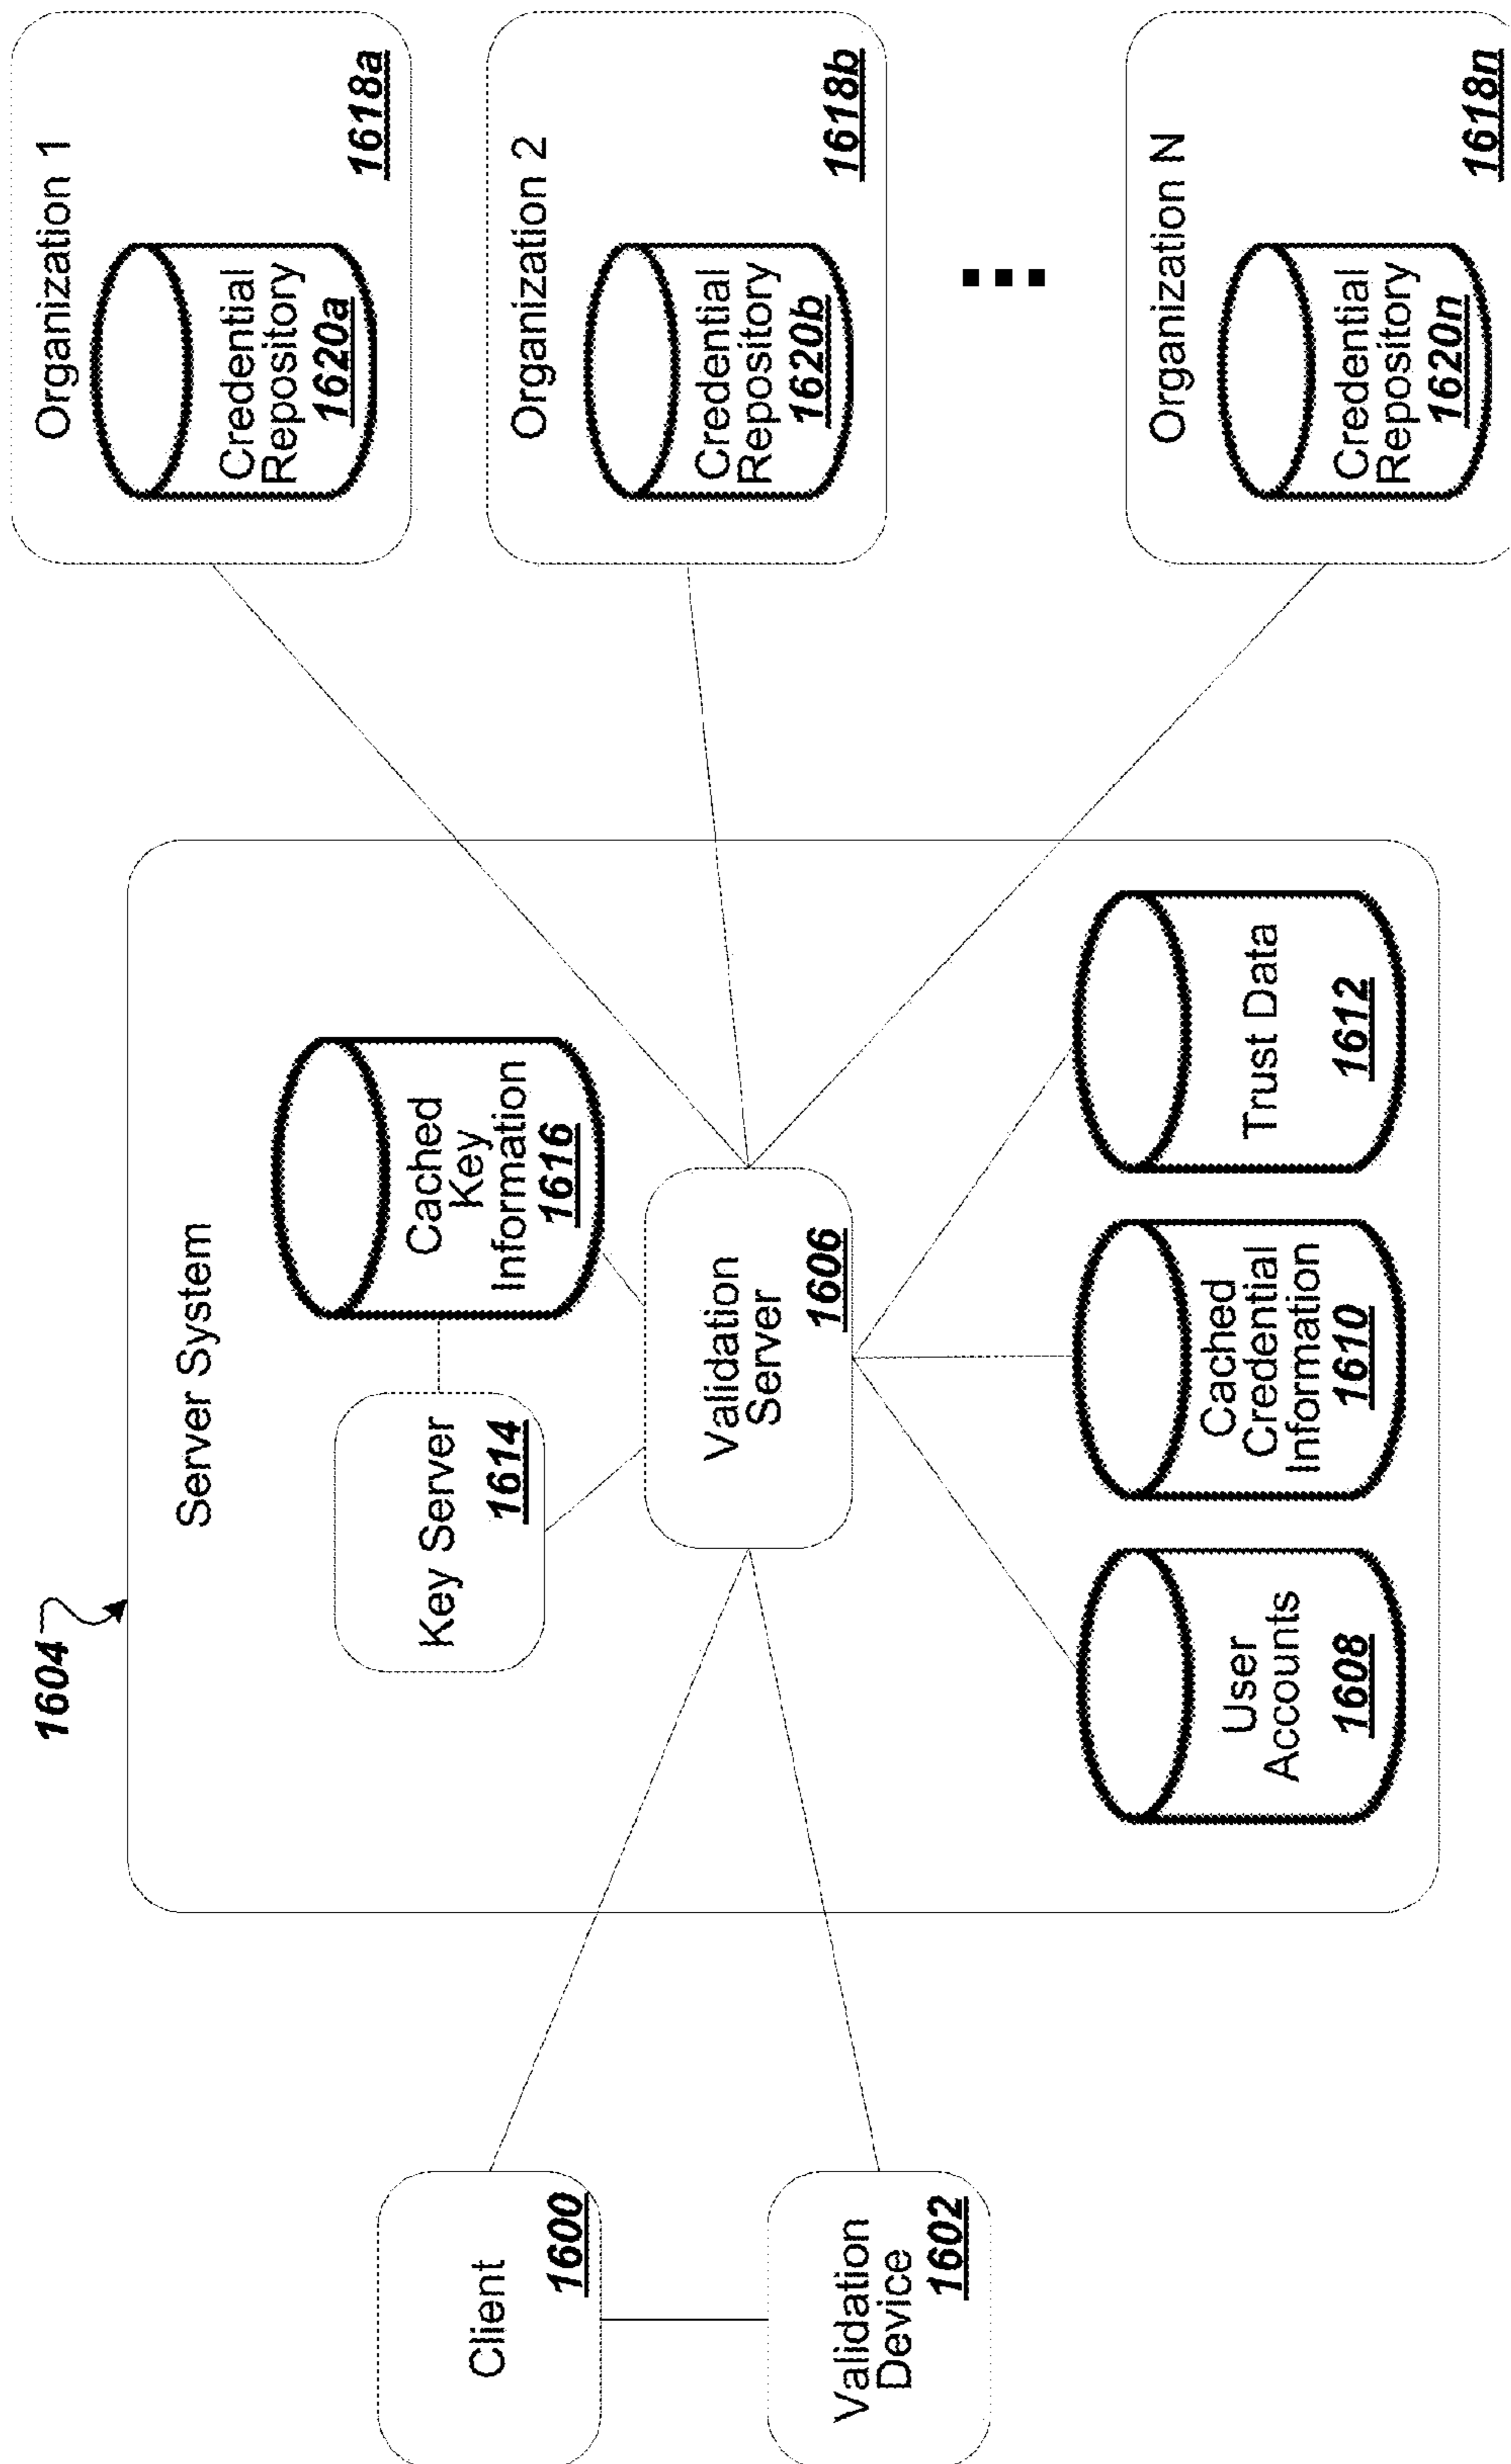 1604
Server System
Client
1600
Validation
Device
1602
Key Server
1614
Cached
Key
Information
1616
Validation
Server
1606
User
Accounts
1608
Cached
Credential
Information
1610
Trust Data
1612
Organization 1
Credential
Repository
1620a
1618a
Organization 2
Credential
Repository
1620b
1618b
Organization N
Credential
Repository
1620n
1618n